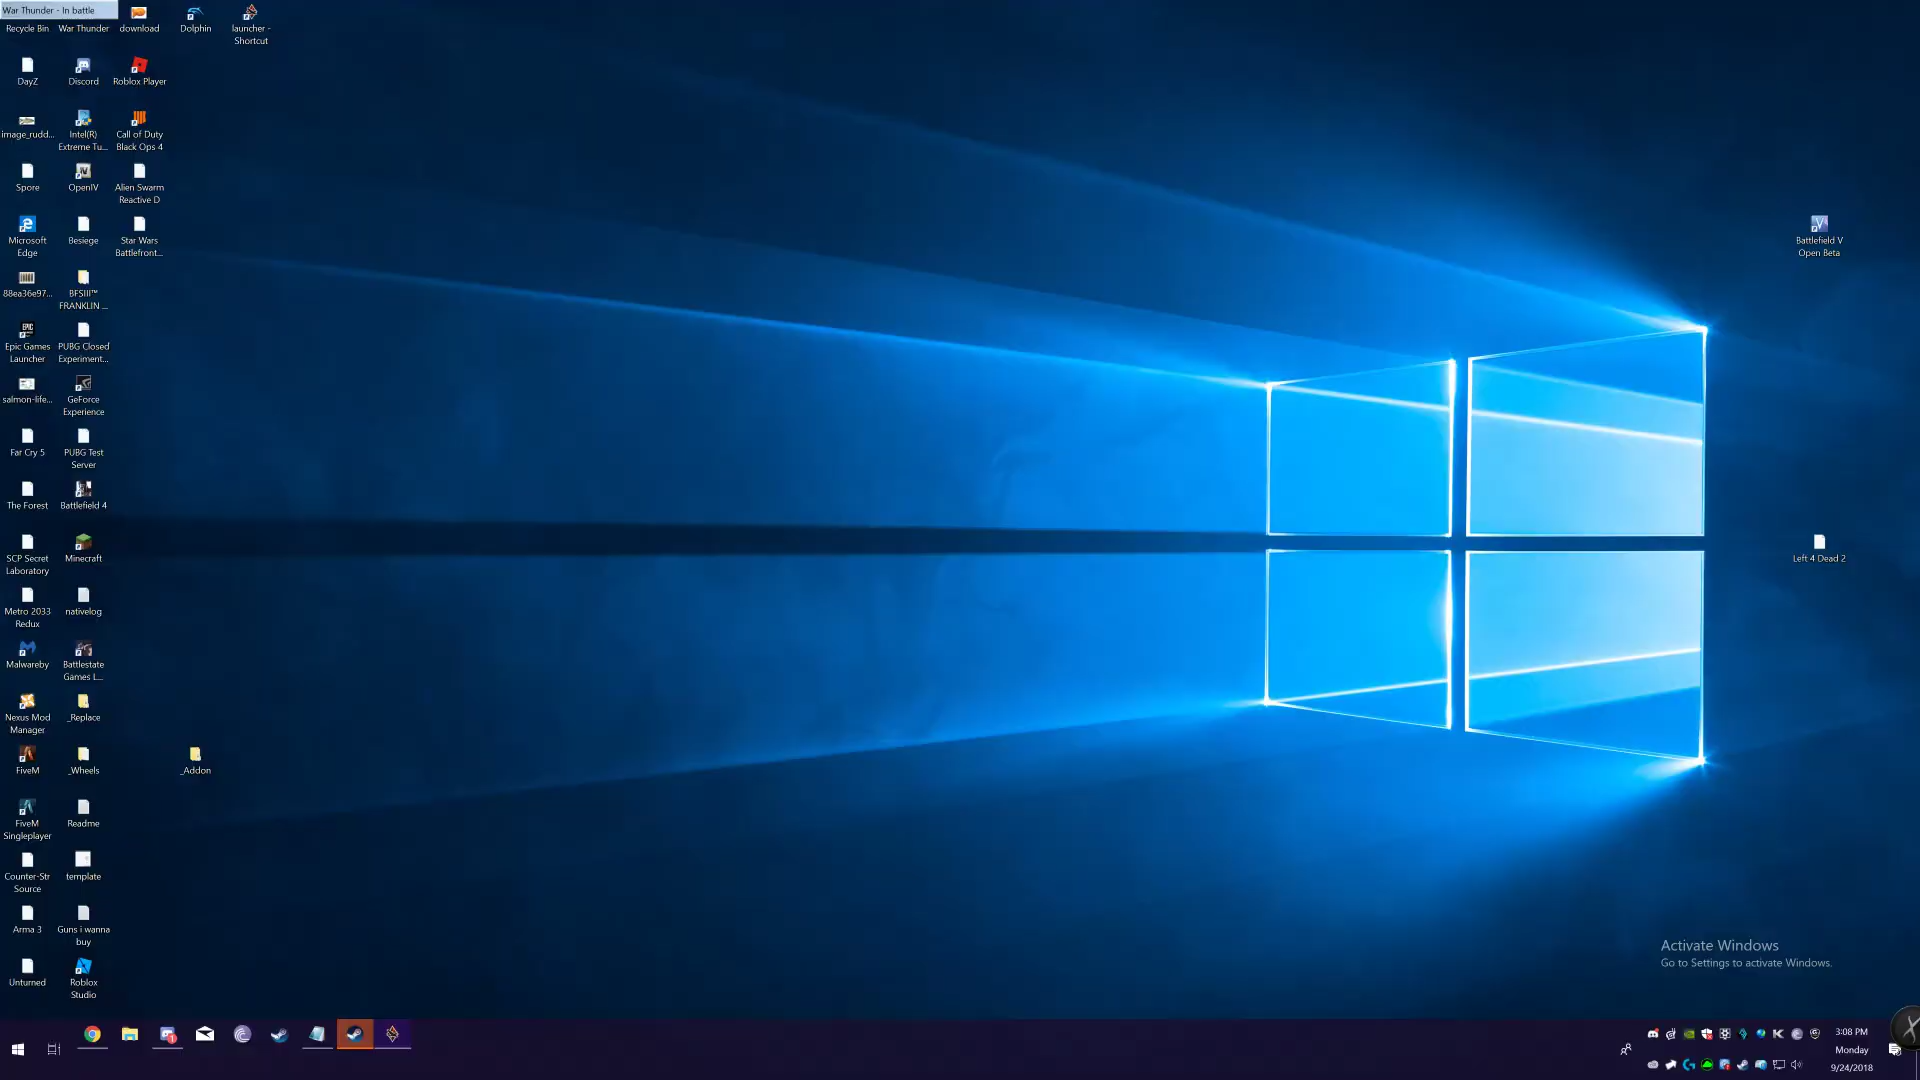 War Thunder - In battle
Recycle Bin
War Thunder
download
Dolphin
launcher -
Shortcut
DayZ
Discord
Roblox Player
image_rudd...
Intel(R)
Extreme Tu...
Call of Duty
Black Ops 4
Spore
OpenIV
Alien Swarm
Reactive D
Microsoft
Edge
Besiege
Star Wars
Battlefront...
Battlefield V
Open Beta
88ea36e97...
BFSIII™
FRANKLIN ...
Epic Games
Launcher
PUBG Closed
Experiment...
salmon-life...
GeForce
Experience
Far Cry 5
PUBG Test
Server
The Forest
Battlefield 4
SCP Secret
Laboratory
Minecraft
Left 4 Dead 2
Metro 2033
Redux
nativelog
Malwareby
Battlestate
Games L...
Nexus Mod
Manager
_Replace
FiveM
_Wheels
_Addon
FiveM
Singleplayer
Readme
Counter-Str
Source
template
Arma 3
Guns i wanna
buy
Unturned
Roblox
Studio
Activate Windows
Go to Settings to activate Windows.
3:08 PM
Monday
9/24/2018